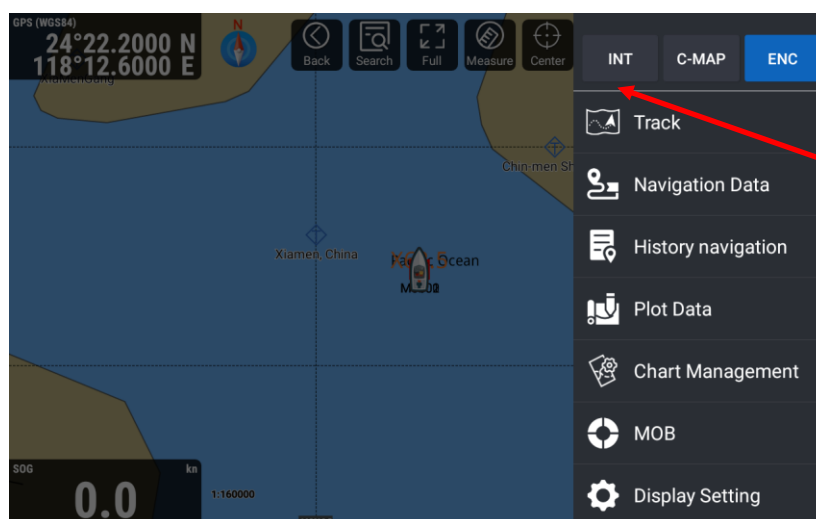 GPS (WGS84)
24°22.2000 N
118°12.6000 E
N
Back
Search
Full
Measure
Center
INT
C-MAP
ENC
Track
Navigation Data
History navigation
Plot Data
Chart Management
MOB
Display Setting
Chin-men Sh
Xiamen, China
Ocean
SOG
kn
0.0
1:160000